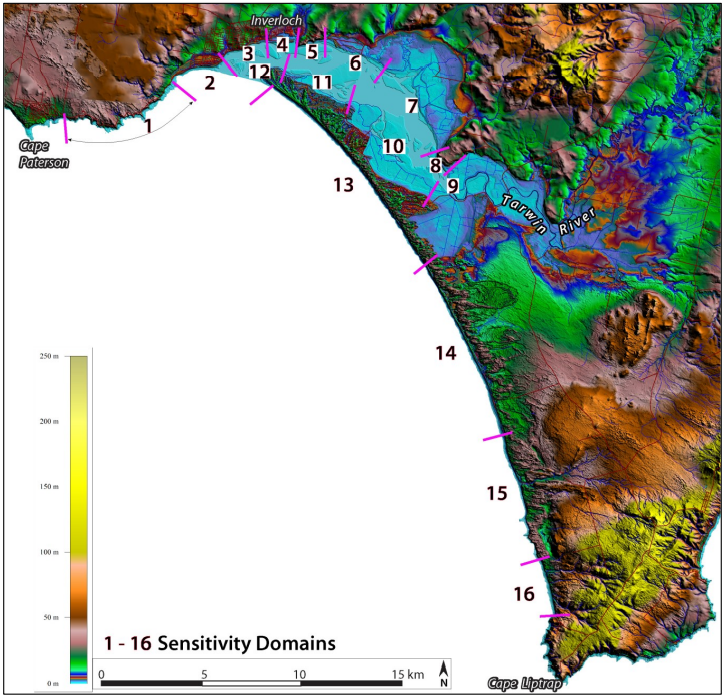 Inverloch
3
4
5
6
2
12
11
7
1
Cape
Paterson
10
8
9
13
Tarwin
River
14
250 m
200 m
150 m
100 m
50 m
0 m
15
16
1 - 16 Sensitivity Domains
0 5 10 15 km
N
Cape Liptrap